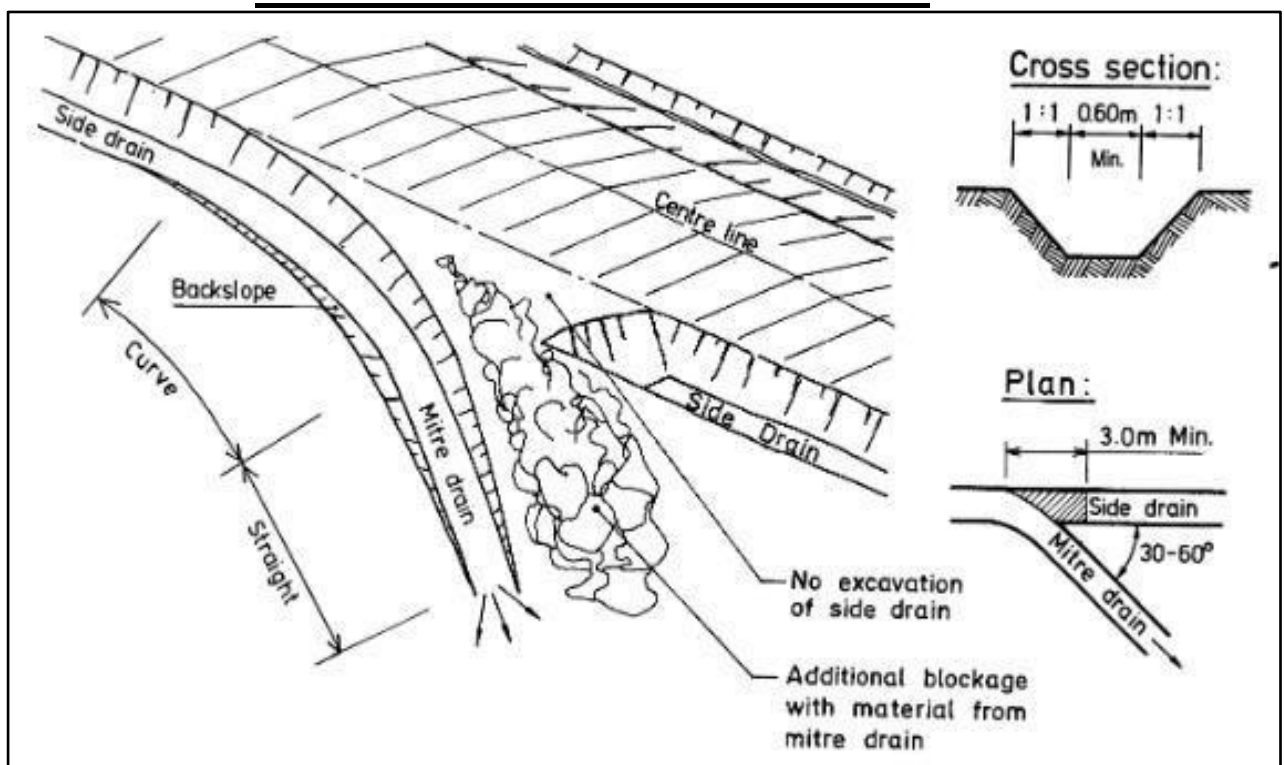 Side drain
Backslope
Curve
Straight
Mitre drain
Centre line
Side Drain
No excavation
of side drain
Additional blockage
with material from
mitre drain
Cross section:
1:1 0.60m 1:1
Min.
Plan:
3.0m Min.
Side drain
30-60°
Mitre drain